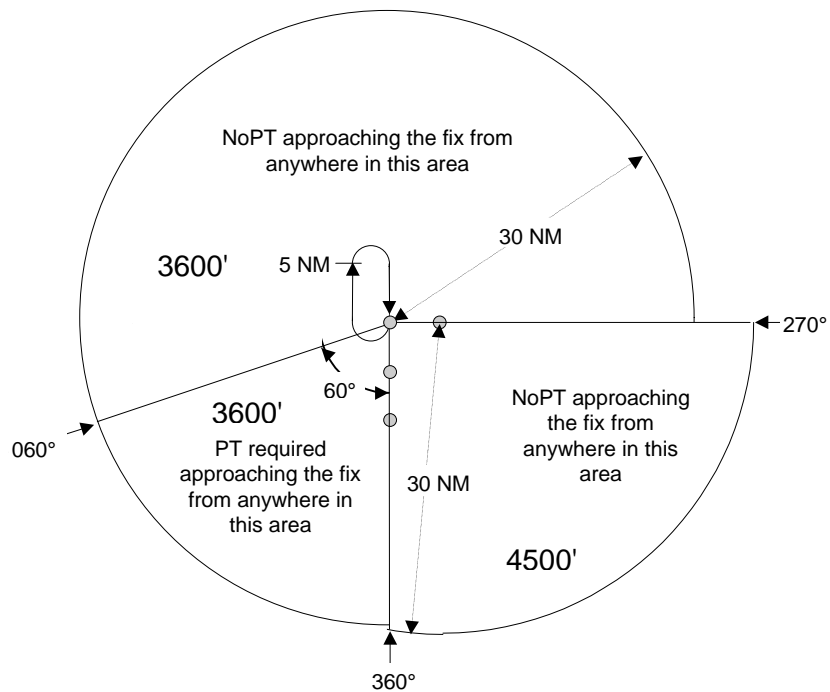 NoPT approaching the fix from
anywhere in this area
30 NM
3600'
5 NM
270°
60°
3600'
NoPT approaching
the fix from
anywhere in this
area
060°
PT required
approaching the fix
from anywhere in
this area
30 NM
4500'
360°